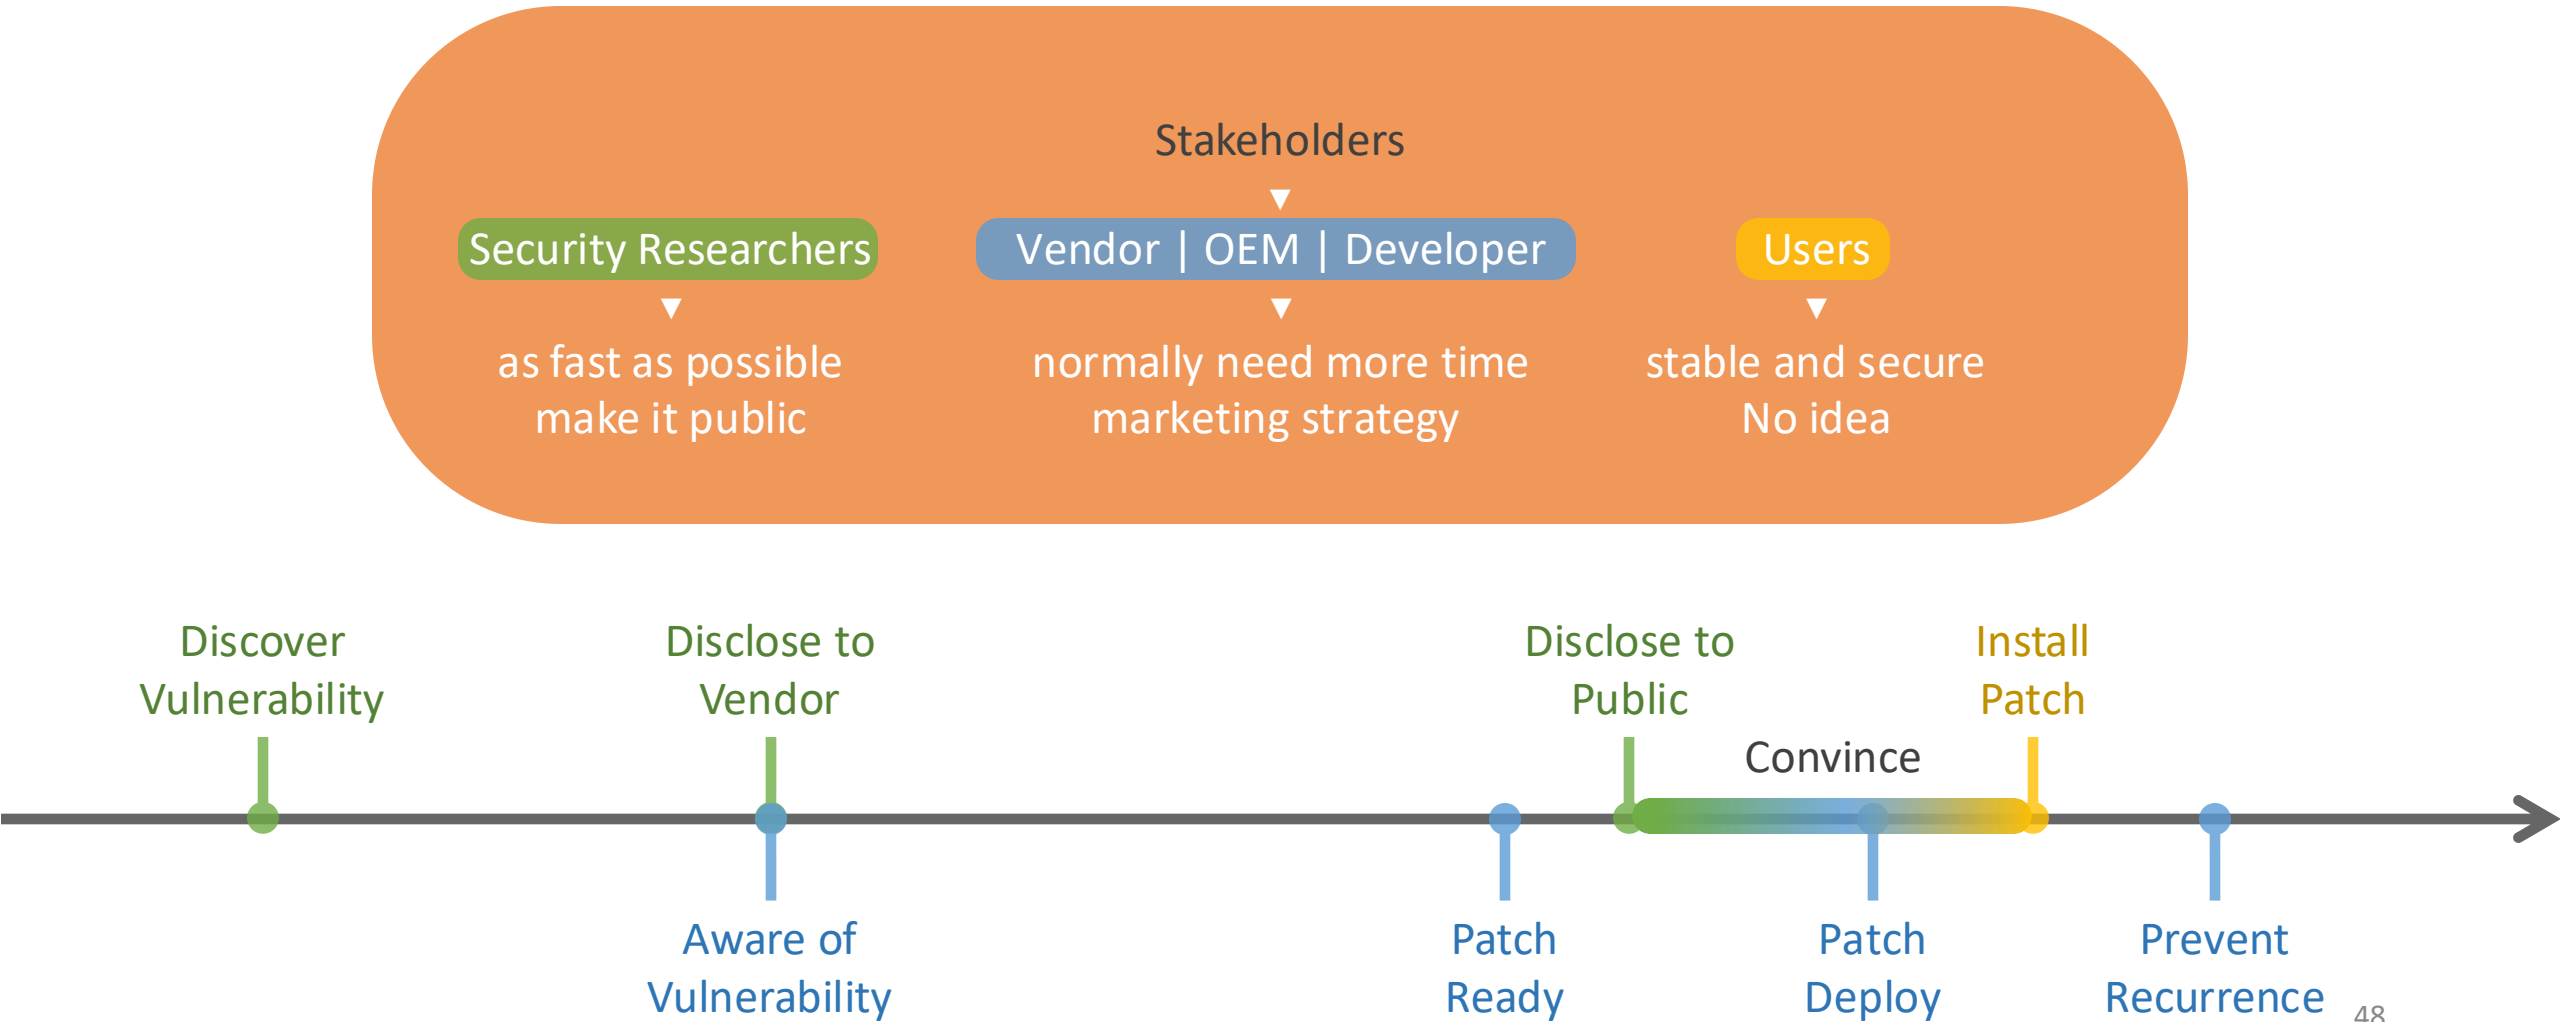 Stakeholders
Security Researchers
Vendor | OEM | Developer
Users
as fast as possible
make it public
normally need more time
marketing strategy
stable and secure
No idea
Discover
Vulnerability
Disclose to
Vendor
Disclose to
Public
Install
Patch
Convince
Aware of
Vulnerability
Patch
Ready
Patch
Deploy
Prevent
Recurrence
48